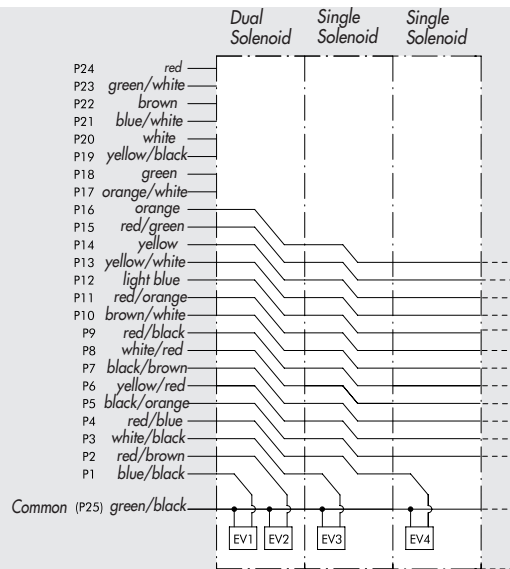 Dual Solenoid
Single Solenoid
Single Solenoid
P24 red
P23 green/white
P22 brown
P21 blue/white
P20 white
P19 yellow/black
P18 green
P17 orange/white
P16 orange
P15 red/green
P14 yellow
P13 yellow/white
P12 light blue
P11 red/orange
P10 brown/white
P9 red/black
P8 white/red
P7 black/brown
P6 yellow/red
P5 black/orange
P4 red/blue
P3 white/black
P2 red/brown
P1 blue/black
Common (P25) green/black
EV1 EV2 EV3 EV4